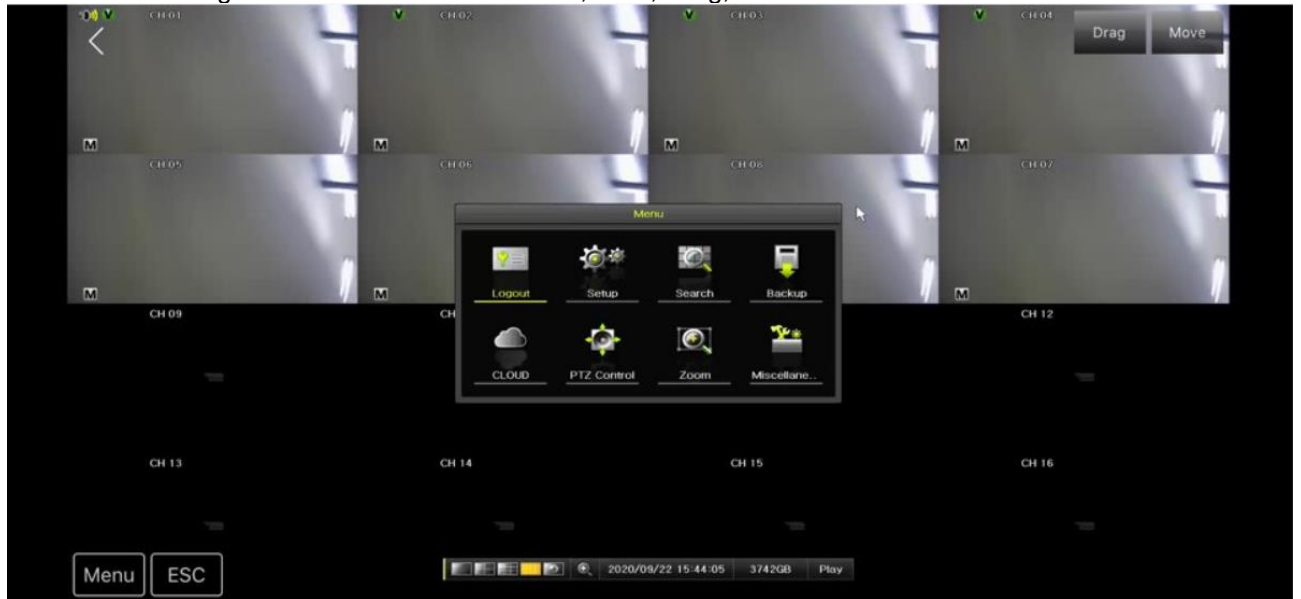 CH 01 CH 02 CH 03 CH 04
Drag Move
M M M M
CH 05 CH 06 CH 08 CH 07
Menu
Logout Setup Search Backup
M M M
CH 09 CH CH 12
CLOUD PTZ Control Zoom Miscellane..
CH 13 CH 14 CH 15 CH 16
Menu ESC
2020/09/22 15:44:05 3742GB Play